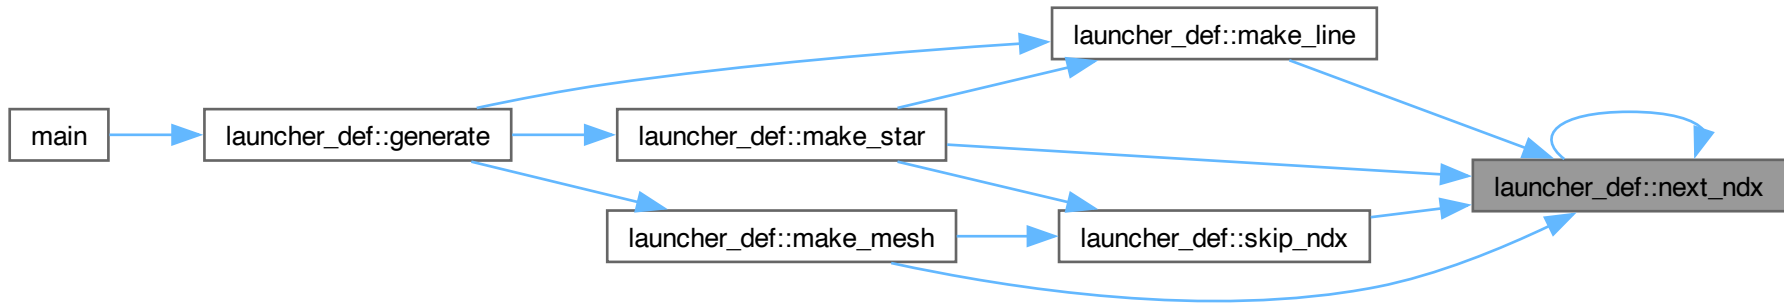 main
launcher_def::generate
launcher_def::make_line
launcher_def::make_star
launcher_def::make_mesh
launcher_def::skip_ndx
launcher_def::next_ndx